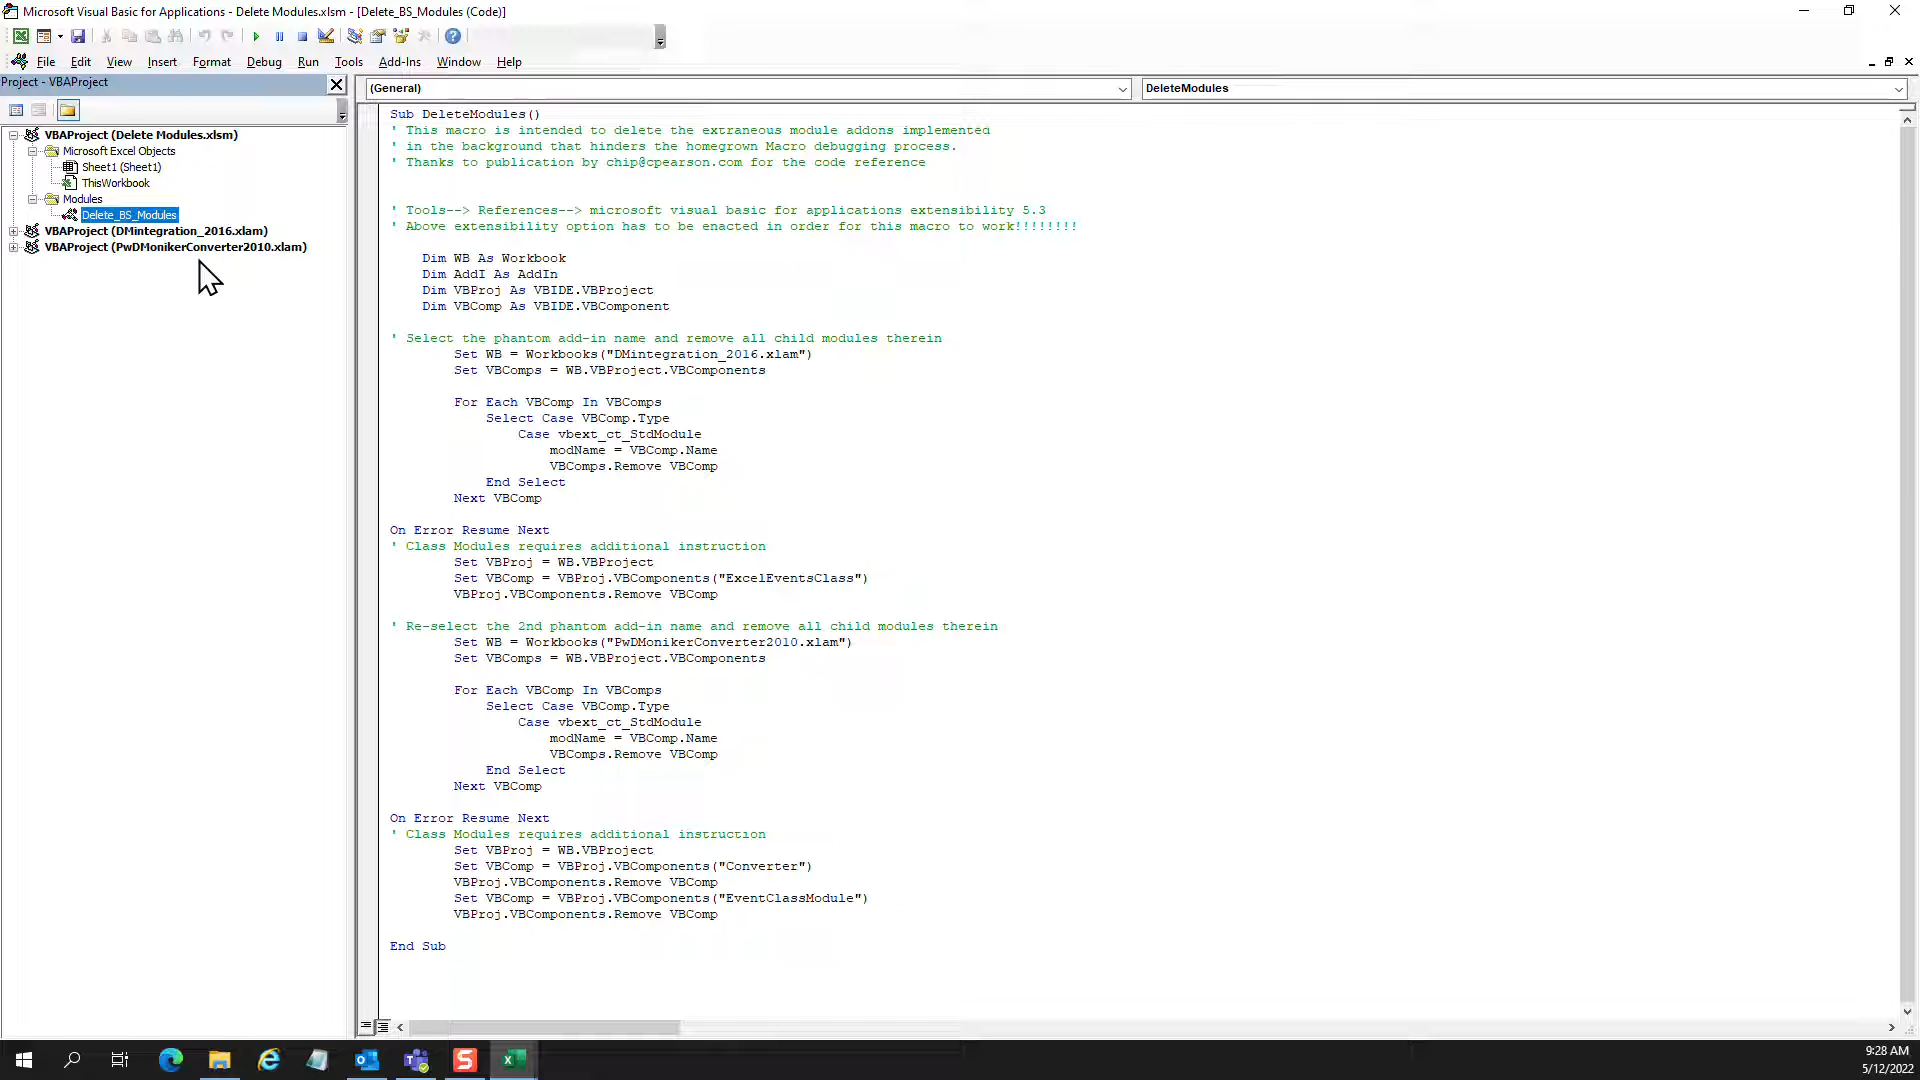 Microsoft Visual Basic for Applications - Delete Modules.xlsm - [Delete_BS_Modules (Code)]
File Edit View Insert Format Debug Run Tools Add-Ins Window Help
Project - VBAProject
VBAProject (Delete Modules.xlsm)
Microsoft Excel Objects
Sheet1 (Sheet1)
ThisWorkbook
Modules
Delete_BS_Modules
VBAProject (DMintegration_2016.xlam)
VBAProject (PwDMonikerConverter2010.xlam)
(General)
DeleteModules
Sub DeleteModules()
' This macro is intended to delete the extraneous module addons implemented
' in the background that hinders the homegrown Macro debugging process.
' Thanks to publication by chip@cpearson.com for the code reference
' Tools--> References--> microsoft visual basic for applications extensibility 5.3
' Above extensibility option has to be enacted in order for this macro to work!!!!!!!!
Dim WB As Workbook
Dim AddI As AddIn
Dim VBProj As VBIDE.VBProject
Dim VBComp As VBIDE.VBComponent
' Select the phantom add-in name and remove all child modules therein
Set WB = Workbooks("DMintegration_2016.xlam")
Set VBComps = WB.VBProject.VBComponents
For Each VBComp In VBComps
Select Case VBComp.Type
Case vbext_ct_StdModule
modName = VBComp.Name
VBComps.Remove VBComp
End Select
Next VBComp
On Error Resume Next
' Class Modules requires additional instruction
Set VBProj = WB.VBProject
Set VBComp = VBProj.VBComponents("ExcelEventsClass")
VBProj.VBComponents.Remove VBComp
' Re-select the 2nd phantom add-in name and remove all child modules therein
Set WB = Workbooks("PwDMonikerConverter2010.xlam")
Set VBComps = WB.VBProject.VBComponents
For Each VBComp In VBComps
Select Case VBComp.Type
Case vbext_ct_StdModule
modName = VBComp.Name
VBComps.Remove VBComp
End Select
Next VBComp
On Error Resume Next
' Class Modules requires additional instruction
Set VBProj = WB.VBProject
Set VBComp = VBProj.VBComponents("Converter")
VBProj.VBComponents.Remove VBComp
Set VBComp = VBProj.VBComponents("EventClassModule")
VBProj.VBComponents.Remove VBComp
End Sub
9:28 AM
5/12/2022